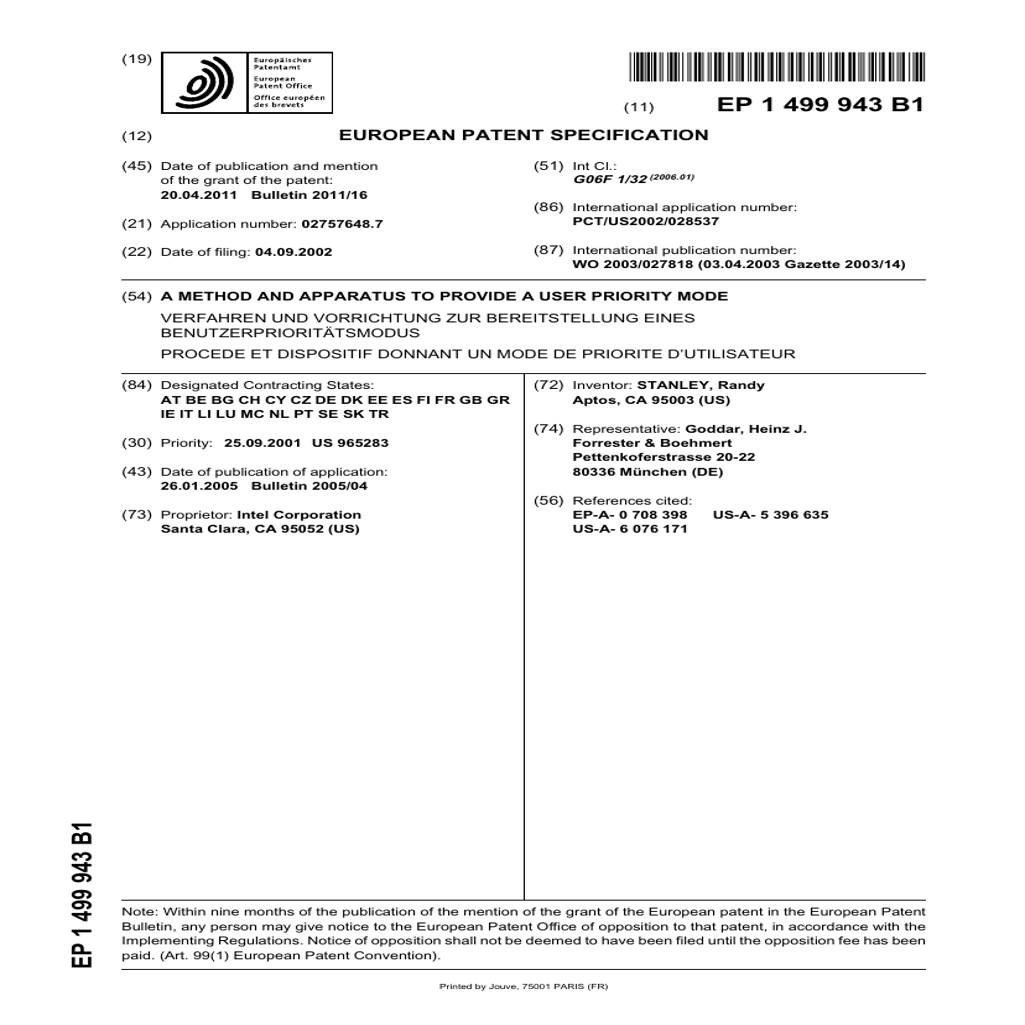 (19)
Europäisches
Patentamt
European
Patent Office
Office européen
des brevets
(11) EP 1 499 943 B1
(12) EUROPEAN PATENT SPECIFICATION
(45) Date of publication and mention
of the grant of the patent:
20.04.2011 Bulletin 2011/16
(21) Application number: 02757648.7
(22) Date of filing: 04.09.2002
(51) Int Cl.:
G06F 1/32 (2006.01)
(86) International application number:
PCT/US2002/028537
(87) International publication number:
WO 2003/027818 (03.04.2003 Gazette 2003/14)
(54) A METHOD AND APPARATUS TO PROVIDE A USER PRIORITY MODE
VERFAHREN UND VORRICHTUNG ZUR BEREITSTELLUNG EINES
BENUTZERPRIORITÄTSMODUS
PROCEDE ET DISPOSITIF DONNANT UN MODE DE PRIORITE D'UTILISATEUR
(84) Designated Contracting States:
AT BE BG CH CY CZ DE DK EE ES FI FR GB GR
IE IT LI LU MC NL PT SE SK TR
(30) Priority: 25.09.2001 US 965283
(43) Date of publication of application:
26.01.2005 Bulletin 2005/04
(73) Proprietor: Intel Corporation
Santa Clara, CA 95052 (US)
(72) Inventor: STANLEY, Randy
Aptos, CA 95003 (US)
(74) Representative: Goddar, Heinz J.
Forrester & Boehmert
Pettenkoferstrasse 20-22
80336 München (DE)
(56) References cited:
EP-A- 0 708 398 US-A- 5 396 635
US-A- 6 076 171
EP 1 499 943 B1
Note: Within nine months of the publication of the mention of the grant of the European patent in the European Patent
Bulletin, any person may give notice to the European Patent Office of opposition to that patent, in accordance with the
Implementing Regulations. Notice of opposition shall not be deemed to have been filed until the opposition fee has been
paid. (Art. 99(1) European Patent Convention).
Printed by Jouve, 75001 PARIS (FR)